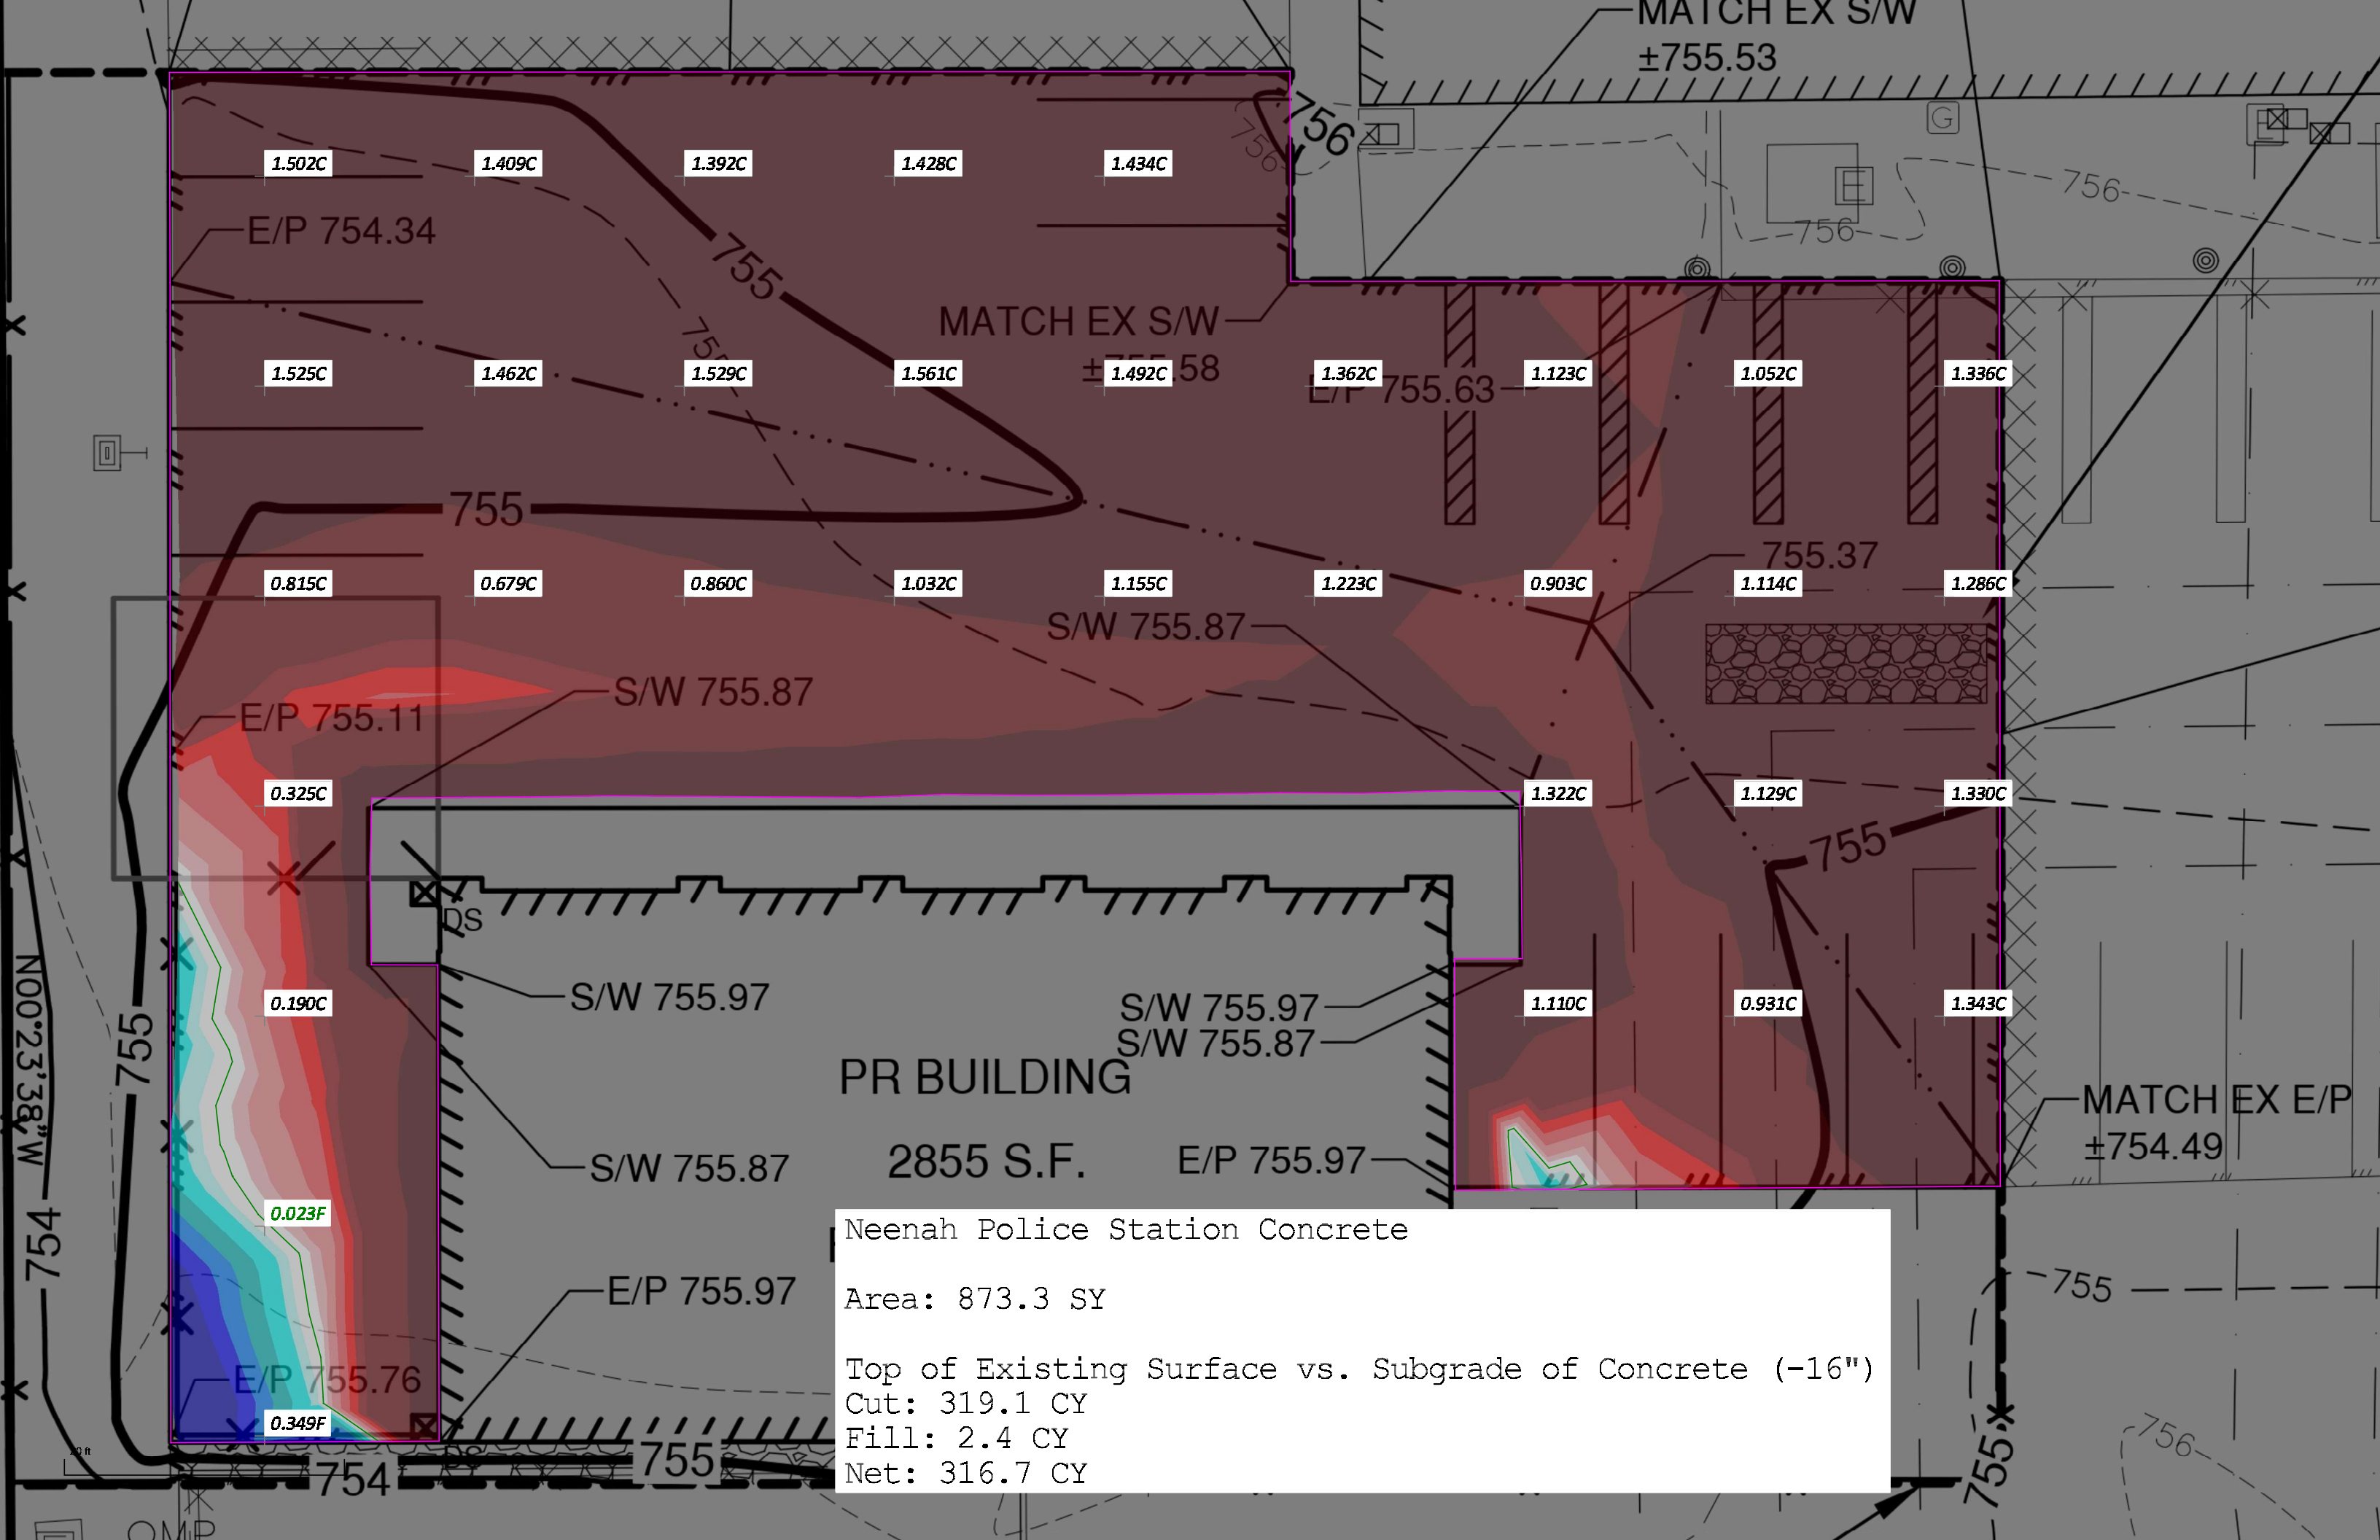 MATCH EX S/W
±755.53
756
756
G
E
E
756
756
1.502C
1.409C
1.392C
1.428C
1.434C
E/P 754.34
755
MATCH EX S/W
±755.58
E/P 755.63
1.525C
1.462C
1.529C
1.561C
1.492C
1.362C
1.123C
1.052C
1.336C
755
755.37
0.815C
0.679C
0.860C
1.032C
1.155C
1.223C
0.903C
1.114C
1.286C
S/W 755.87
S/W 755.87
E/P 755.11
0.325C
1.322C
1.129C
1.330C
755
DS
N00°23'38"W
S/W 755.97
S/W 755.97
0.190C
1.110C
0.931C
1.343C
755
S/W 755.87
PR BUILDING
MATCH EX E/P
±754.49
S/W 755.87
2855 S.F.
E/P 755.97
0.023F
754
E/P 755.97
755
E/P 755.76
0.349F
DS
754
755
755
756
Neenah Police Station Concrete
Area: 873.3 SY
Top of Existing Surface vs. Subgrade of Concrete (-16")
Cut: 319.1 CY
Fill: 2.4 CY
Net: 316.7 CY